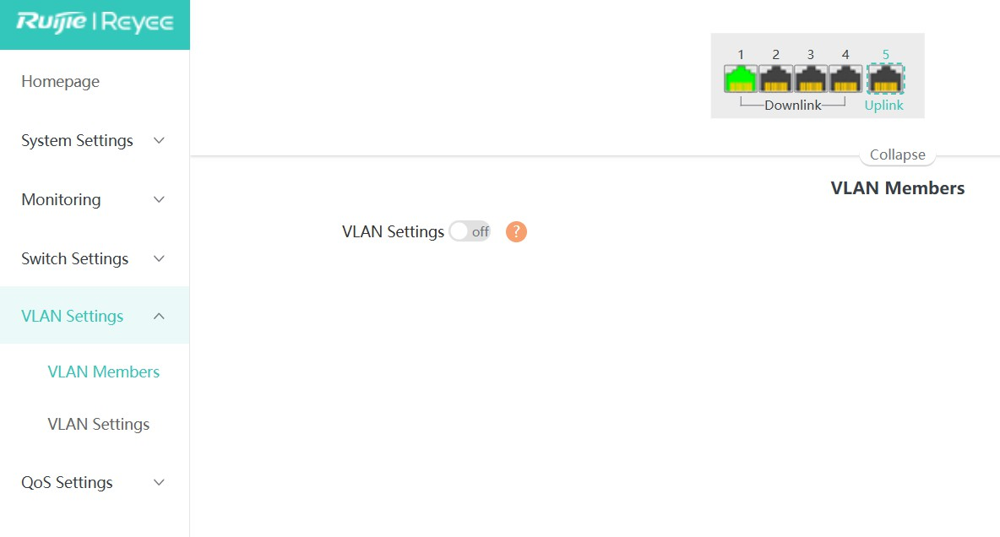 Ruijie | Reyee
Homepage
System Settings
Monitoring
Switch Settings
VLAN Settings
VLAN Members
VLAN Settings
QoS Settings
1 2 3 4 5
Downlink Uplink
Collapse
VLAN Members
VLAN Settings off ?